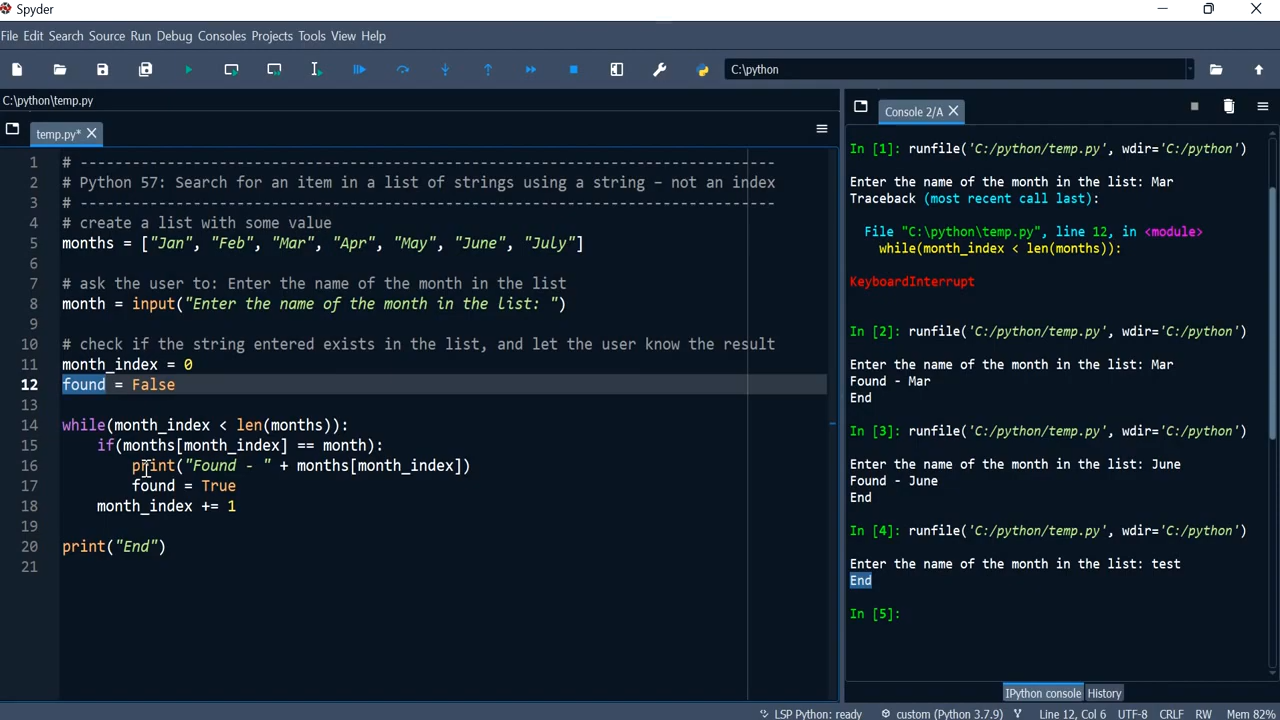 Spyder
File Edit Search Source Run Debug Consoles Projects Tools View Help
C:\python
C:\python\temp.py
temp.py*
1 # --------------------------------------------------------------------------------
2 # Python 57: Search for an item in a list of strings using a string – not an index
3 # --------------------------------------------------------------------------------
4 # create a list with some value
5 months = ["Jan", "Feb", "Mar", "Apr", "May", "June", "July"]
6
7 # ask the user to: Enter the name of the month in the list
8 month = input("Enter the name of the month in the list: ")
9
10 # check if the string entered exists in the list, and let the user know the result
11 month_index = 0
12 found = False
13
14 while(month_index < len(months)):
15     if(months[month_index] == month):
16         print("Found - " + months[month_index])
17         found = True
18     month_index += 1
19
20 print("End")
21
Console 2/A
In [1]: runfile('C:/python/temp.py', wdir='C:/python')
Enter the name of the month in the list: Mar
Traceback (most recent call last):
File "C:\python\temp.py", line 12, in <module>
while(month_index < len(months)):
KeyboardInterrupt
In [2]: runfile('C:/python/temp.py', wdir='C:/python')
Enter the name of the month in the list: Mar
Found - Mar
End
In [3]: runfile('C:/python/temp.py', wdir='C:/python')
Enter the name of the month in the list: June
Found - June
End
In [4]: runfile('C:/python/temp.py', wdir='C:/python')
Enter the name of the month in the list: test
End
In [5]:
IPython console History
LSP Python: ready custom (Python 3.7.9) Line 12, Col 6 UTF-8 CRLF RW Mem 82%